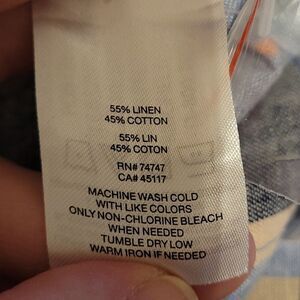 55% LINEN
45% COTTON
55% LIN
45% COTON
RN# 74747
CA# 45117
MACHINE WASH COLD
WITH LIKE COLORS
ONLY NON-CHLORINE BLEACH
WHEN NEEDED
TUMBLE DRY LOW
WARM IRON IF NEEDED